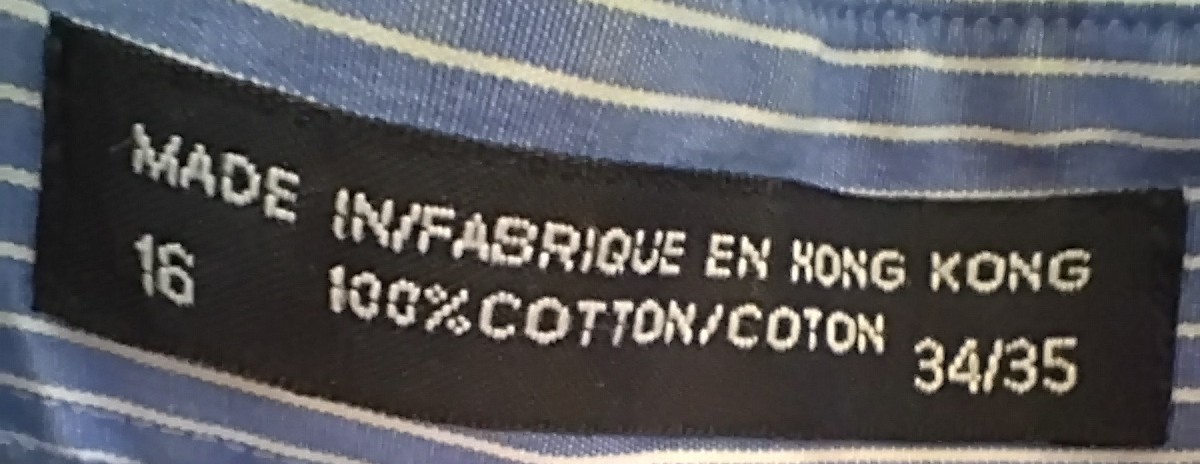 MADE IN/FABRIQUE EN HONG KONG
16 100% COTTON/COTON 34/35